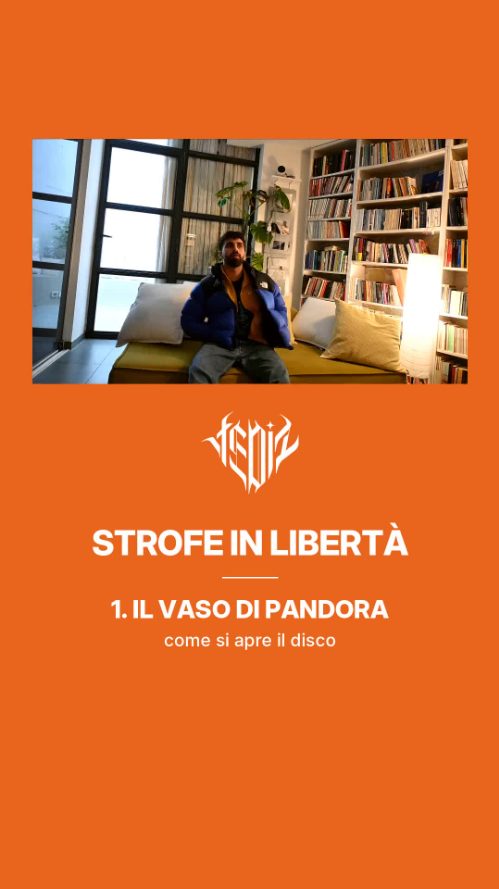 STROFE IN LIBERTÀ
1. IL VASO DI PANDORA
come si apre il disco